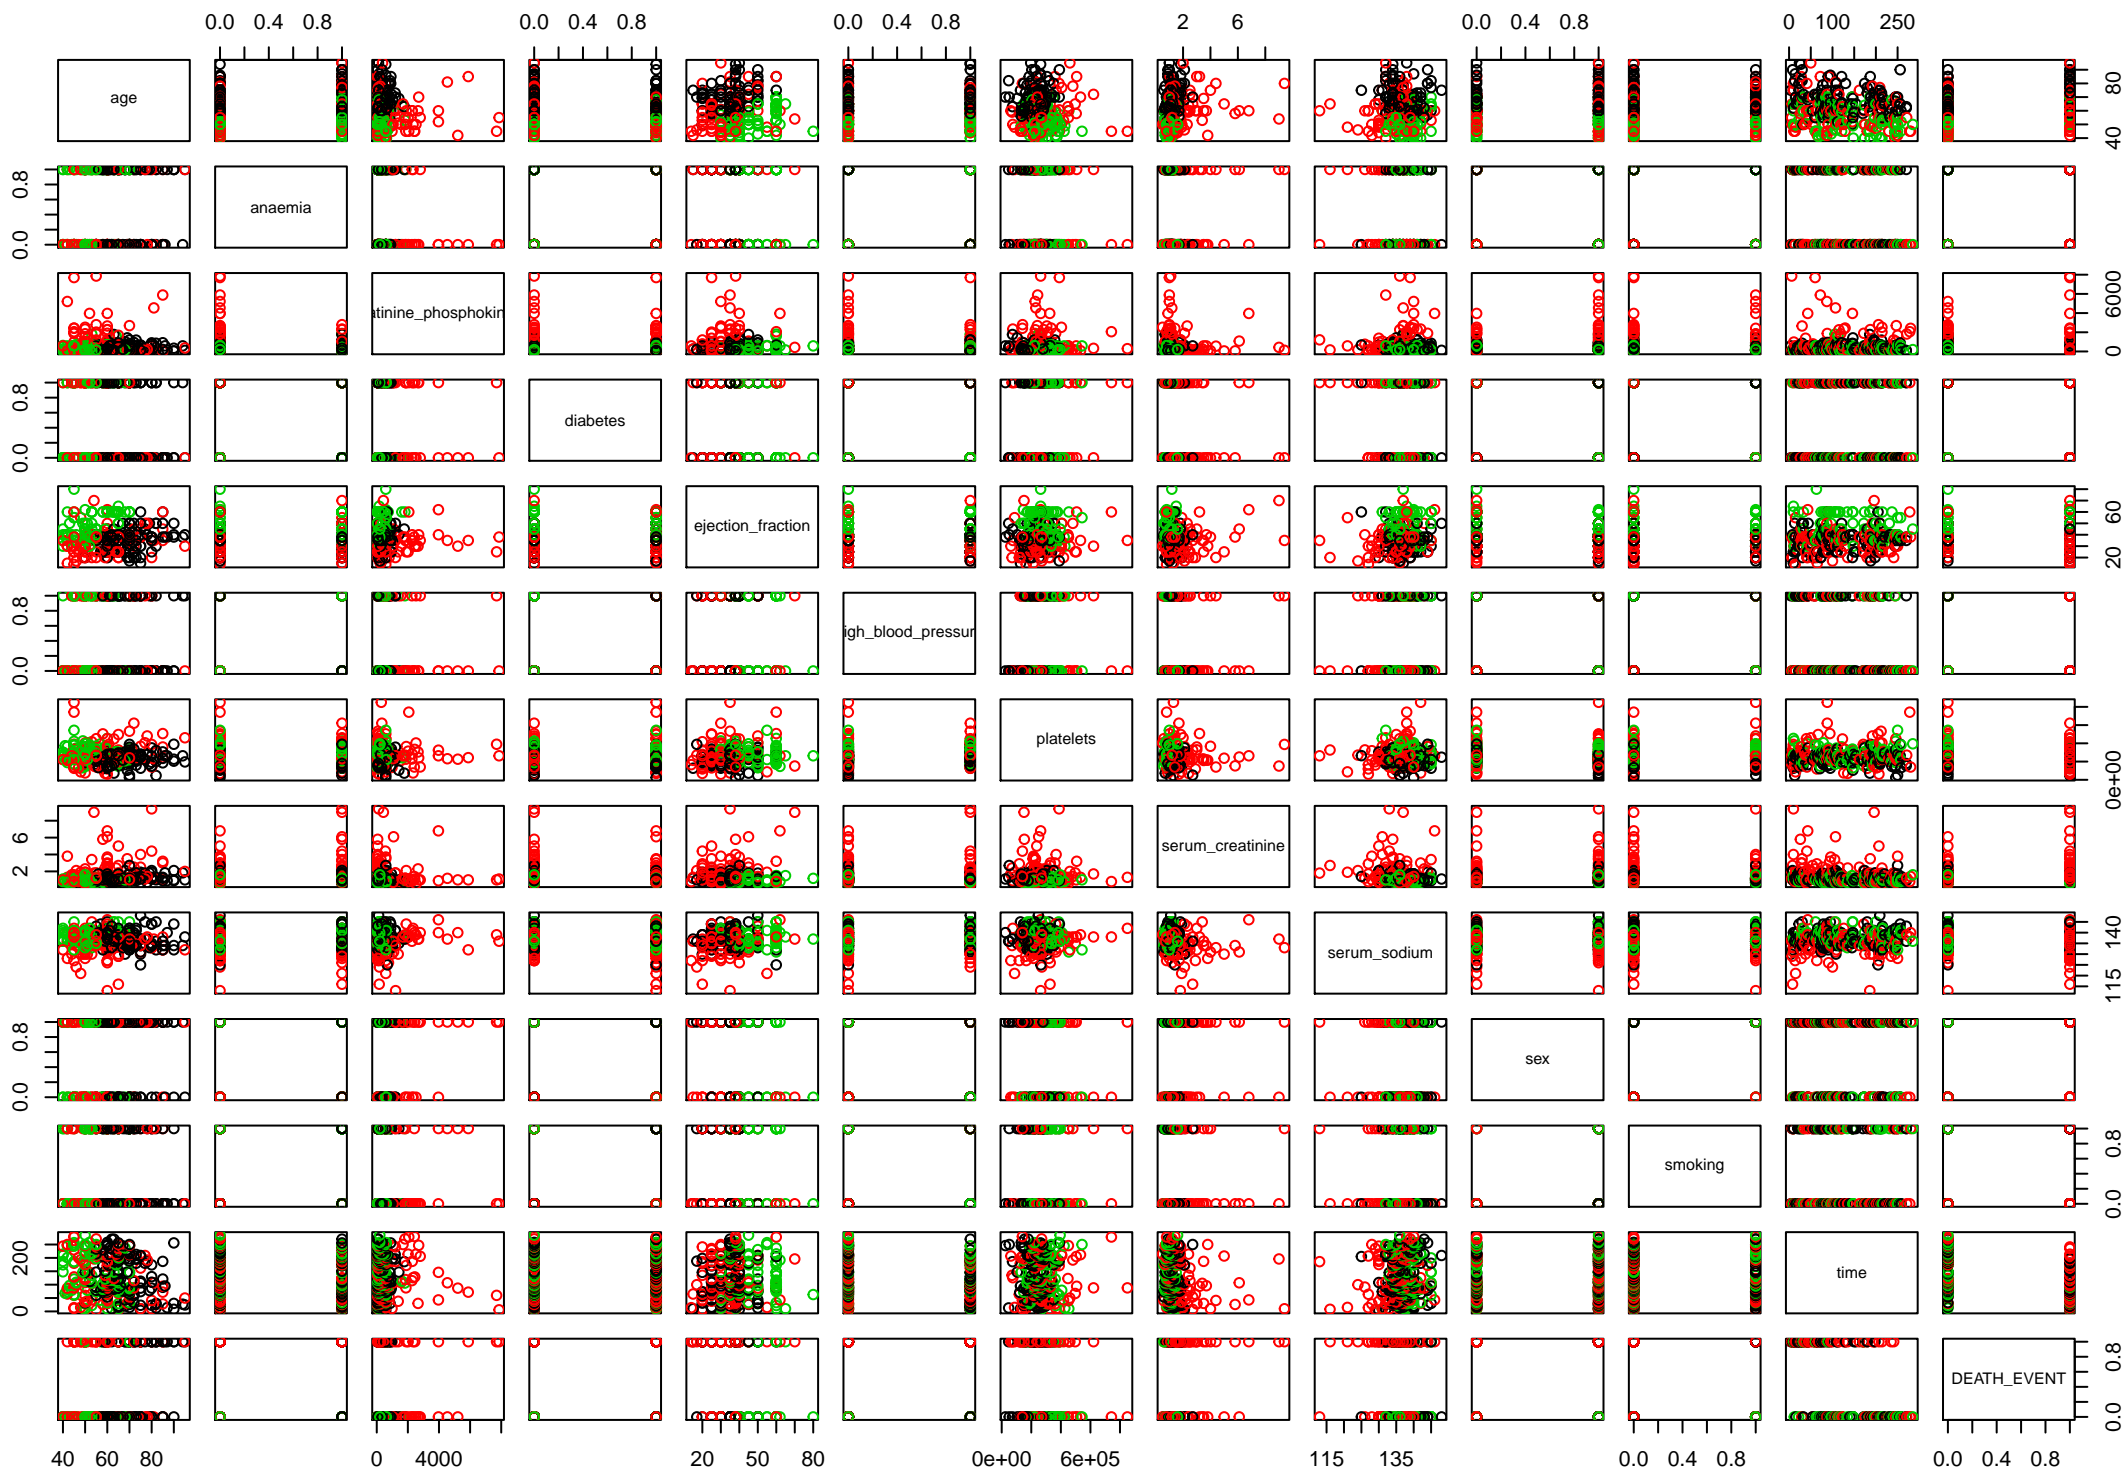 0.0 0.4 0.8 0.0 0.4 0.8 0.0 0.4 0.8 2 6 0.0 0.4 0.8 0 100 250
age
40 80
0.0 0.8
anaemia
atinine_phosphokin
0 6000
0.0 0.8
diabetes
ejection_fraction
20 60
0.0 0.8
igh_blood_pressur
platelets
0e+00
2 6
serum_creatinine
serum_sodium
115 140
0.0 0.8
sex
smoking
0.0 0.8
0 200
time
DEATH_EVENT
0.0 0.8
40 60 80 0 4000 20 50 80 0e+00 6e+05 115 135 0.0 0.4 0.8 0.0 0.4 0.8